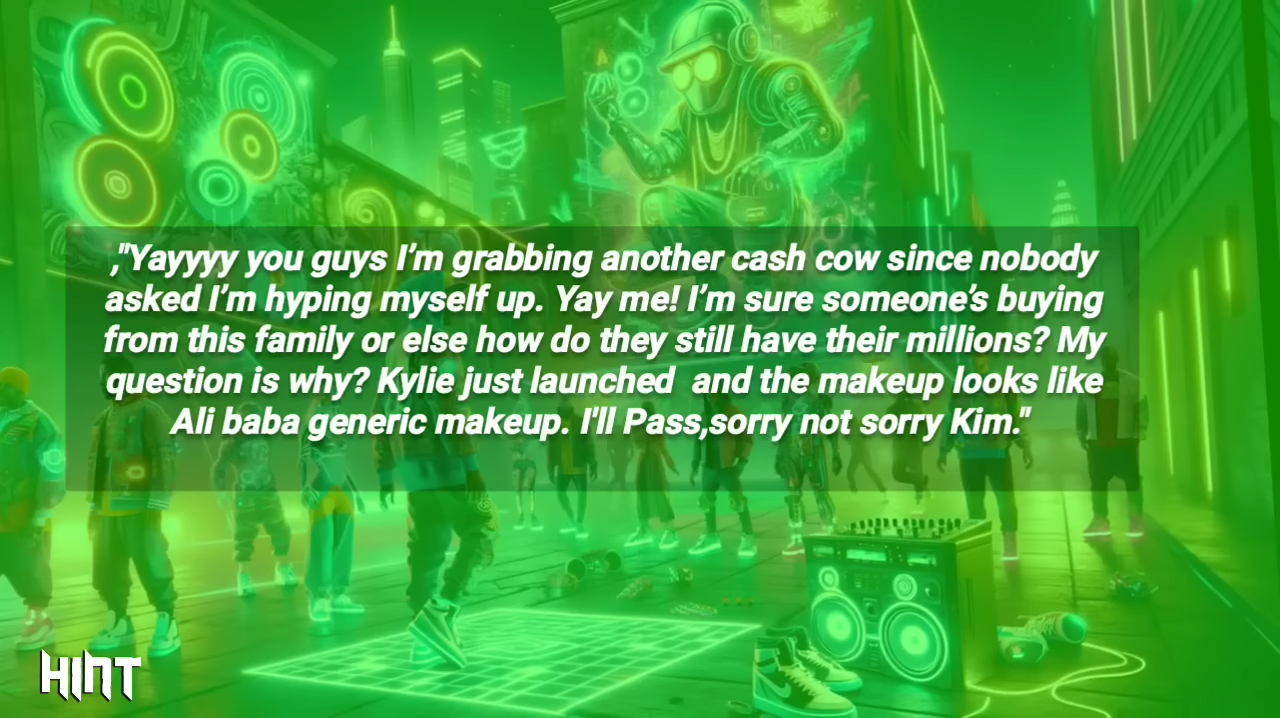 ,"Yayyyy you guys I’m grabbing another cash cow since nobody
asked I’m hyping myself up. Yay me! I’m sure someone’s buying
from this family or else how do they still have their millions? My
question is why? Kylie just launched  and the makeup looks like
Ali baba generic makeup. I'll Pass,sorry not sorry Kim."
HINT